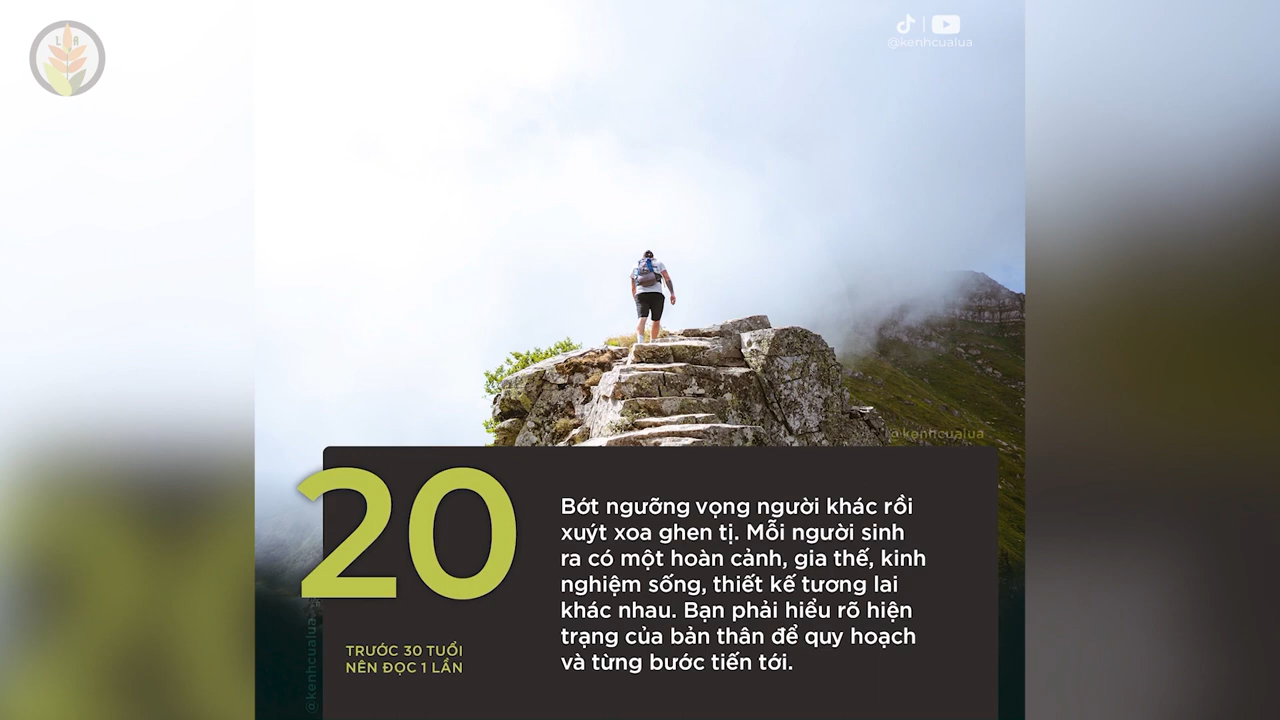 L A
@kenhcualua
@kenhcualua
20
Bớt ngưỡng vọng người khác rồi
xuýt xoa ghen tị. Mỗi người sinh
ra có một hoàn cảnh, gia thế, kinh
nghiệm sống, thiết kế tương lai
khác nhau. Bạn phải hiểu rõ hiện
trạng của bản thân để quy hoạch
và từng bước tiến tới.
TRƯỚC 30 TUỔI
NÊN ĐỌC 1 LẦN
@kenhcualua